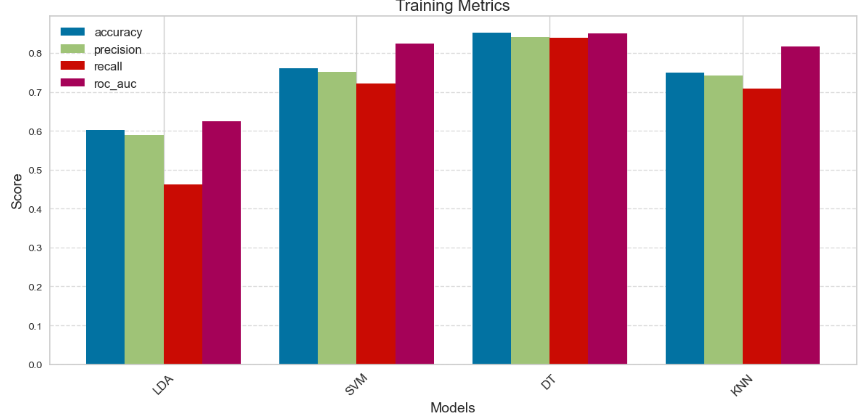 Training Metrics
accuracy
precision
recall
roc_auc
Score
0.8
0.7
0.6
0.5
0.4
0.3
0.2
0.1
0.0
LDA
SVM
DT
KNN
Models